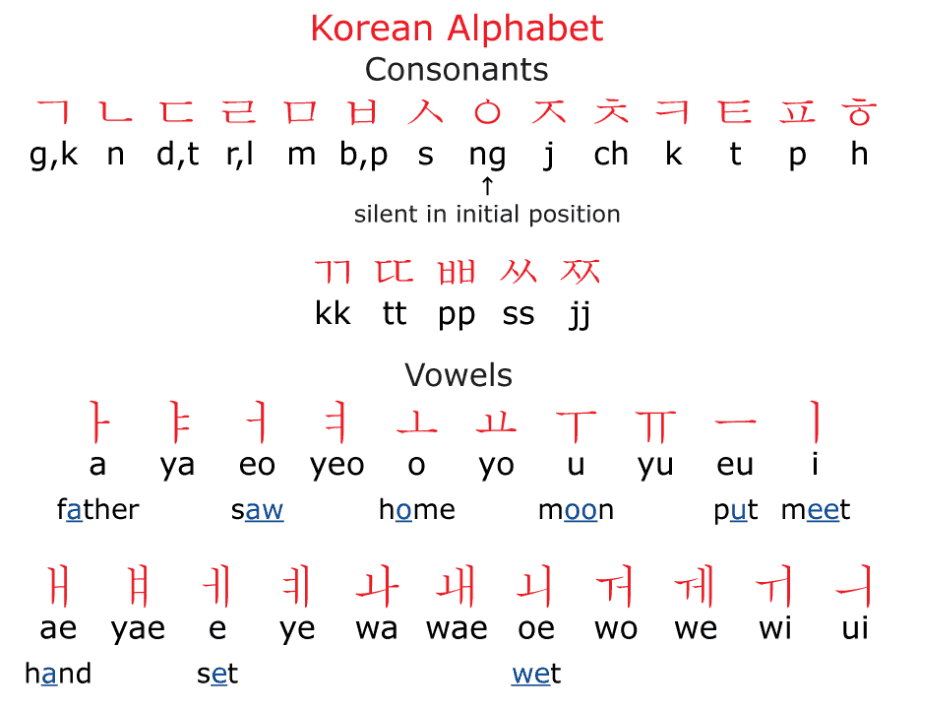 Korean Alphabet
Consonants
ㄱ ㄴ ㄷ ㄹ ㅁ ㅂ ㅅ ㅇ ㅈ ㅊ ㅋ ㅌ ㅍ ㅎ
g,k n d,t r,l m b,p s ng j ch k t p h
↑
silent in initial position
ㄲ ㄸ ㅃ ㅆ ㅉ
kk tt pp ss jj
Vowels
ㅏ ㅑ ㅓ ㅕ ㅗ ㅛ ㅜ ㅠ ㅡ ㅣ
a ya eo yeo o yo u yu eu i
father saw home moon put meet
ㅐ ㅒ ㅔ ㅖ ㅘ ㅙ ㅚ ㅝ ㅞ ㅟ ㅢ
ae yae e ye wa wae oe wo we wi ui
hand set wet